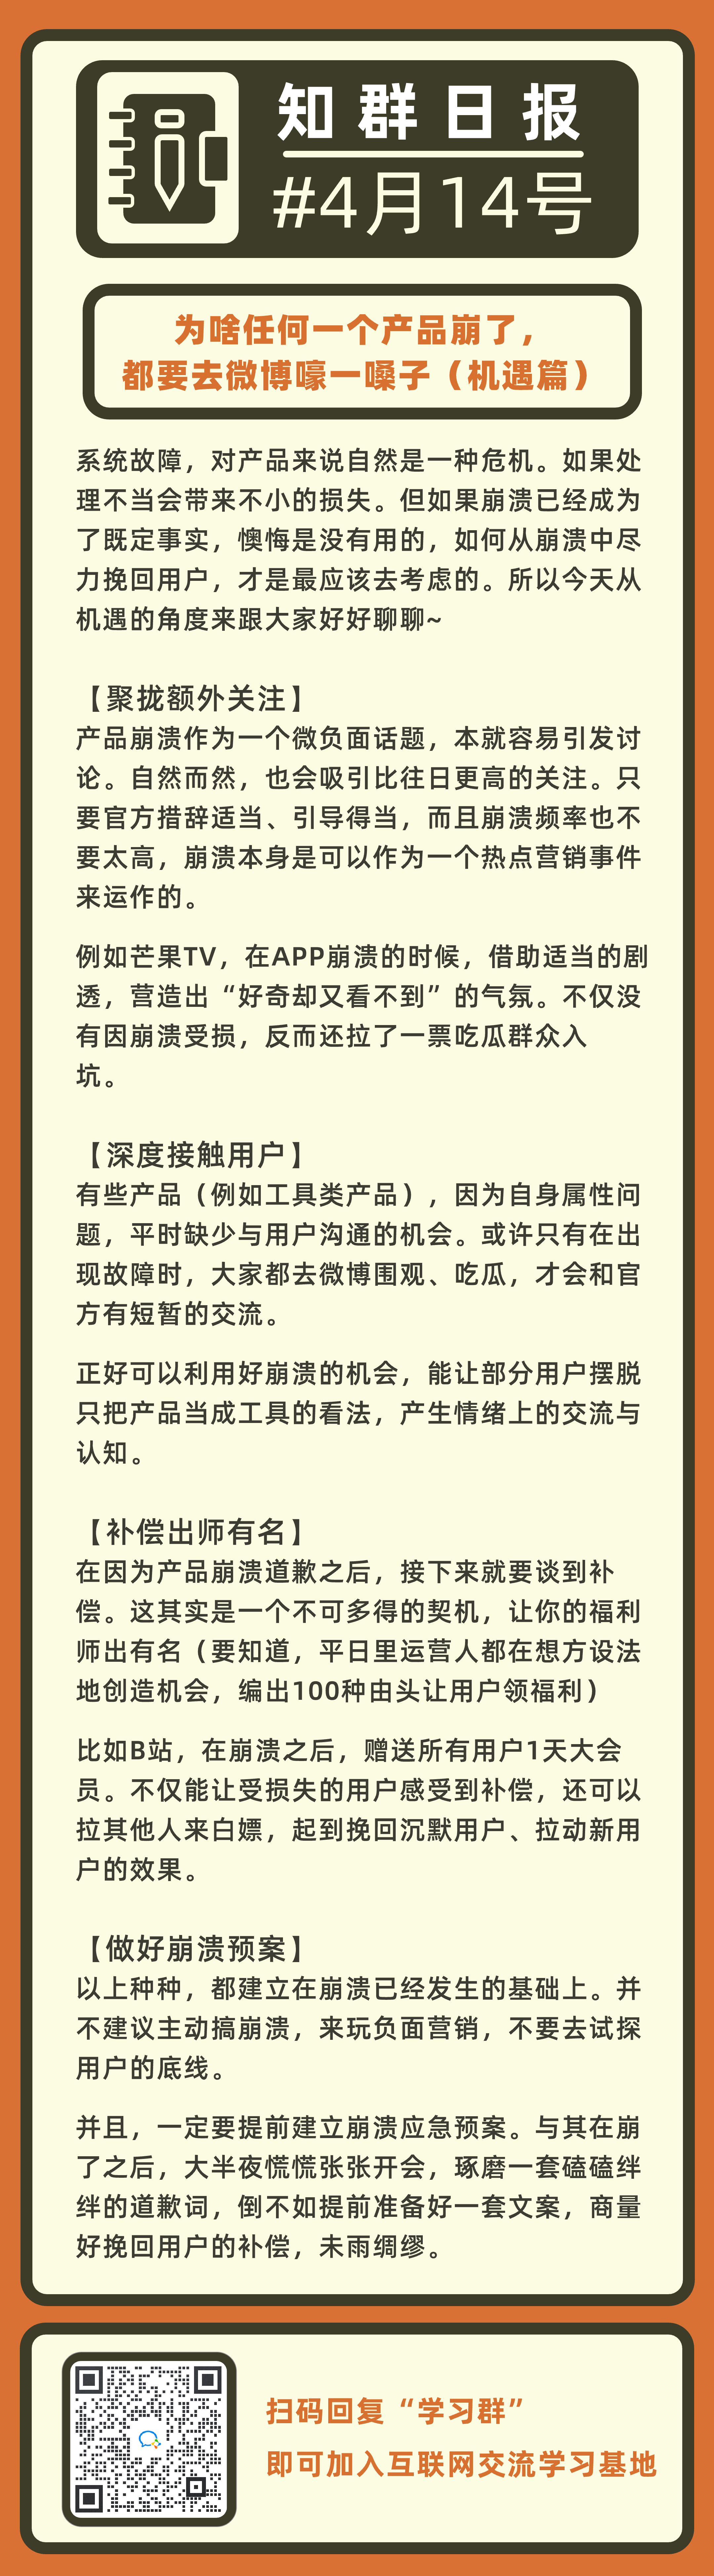 知群日报
#4月14号
为啥任何一个产品崩了，
都要去微博嚎一嗓子（机遇篇）
系统故障，对产品来说自然是一种危机。如果处
理不当会带来不小的损失。但如果崩溃已经成为
了既定事实，懊悔是没有用的，如何从崩溃中尽
力挽回用户，才是最应该去考虑的。所以今天从
机遇的角度来跟大家好好聊聊~
【聚拢额外关注】
产品崩溃作为一个微负面话题，本就容易引发讨
论。自然而然，也会吸引比往日更高的关注。只
要官方措辞适当、引导得当，而且崩溃频率也不
要太高，崩溃本身是可以作为一个热点营销事件
来运作的。
例如芒果TV，在APP崩溃的时候，借助适当的剧
透，营造出“好奇却又看不到”的气氛。不仅没
有因崩溃受损，反而还拉了一票吃瓜群众入
坑。
【深度接触用户】
有些产品（例如工具类产品），因为自身属性问
题，平时缺少与用户沟通的机会。或许只有在出
现故障时，大家都去微博围观、吃瓜，才会和官
方有短暂的交流。
正好可以利用好崩溃的机会，能让部分用户摆脱
只把产品当成工具的看法，产生情绪上的交流与
认知。
【补偿出师有名】
在因为产品崩溃道歉之后，接下来就要谈到补
偿。这其实是一个不可多得的契机，让你的福利
师出有名（要知道，平日里运营人都在想方设法
地创造机会，编出100种由头让用户领福利）
比如B站，在崩溃之后，赠送所有用户1天大会
员。不仅能让受损失的用户感受到补偿，还可以
拉其他人来白嫖，起到挽回沉默用户、拉动新用
户的效果。
【做好崩溃预案】
以上种种，都建立在崩溃已经发生的基础上。并
不建议主动搞崩溃，来玩负面营销，不要去试探
用户的底线。
并且，一定要提前建立崩溃应急预案。与其在崩
了之后，大半夜慌慌张张开会，琢磨一套磕磕绊
绊的道歉词，倒不如提前准备好一套文案，商量
好挽回用户的补偿，未雨绸缪。
扫码回复“学习群”
即可加入互联网交流学习基地